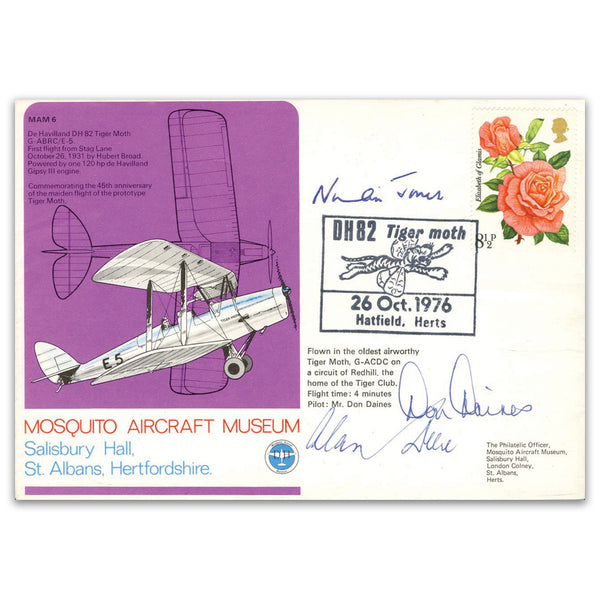 MAM 6
De Havilland DH 82 Tiger Moth
G-ABRC/E-5.
First flight from Stag Lane
October 26, 1931 by Hubert Broad.
Powered by one 120 hp de Havilland
Gipsy III engine.
Commemorating the 45th anniversary
of the maiden flight of the prototype
Tiger Moth.
E-5
TIGER MOTH
MOSQUITO AIRCRAFT MUSEUM
Salisbury Hall,
St. Albans, Hertfordshire.
Elizabeth of Glamis
8½P
Jones
DH82 Tiger moth
26 Oct. 1976
Hatfield, Herts
Flown in the oldest airworthy
Tiger Moth, G-ACDC on
a circuit of Redhill, the
home of the Tiger Club.
Flight time: 4 minutes
Pilot: Mr. Don Daines
Don Daines
Alan Deere
The Philatelic Officer,
Mosquito Aircraft Museum,
Salisbury Hall,
London Colney,
St. Albans,
Herts.